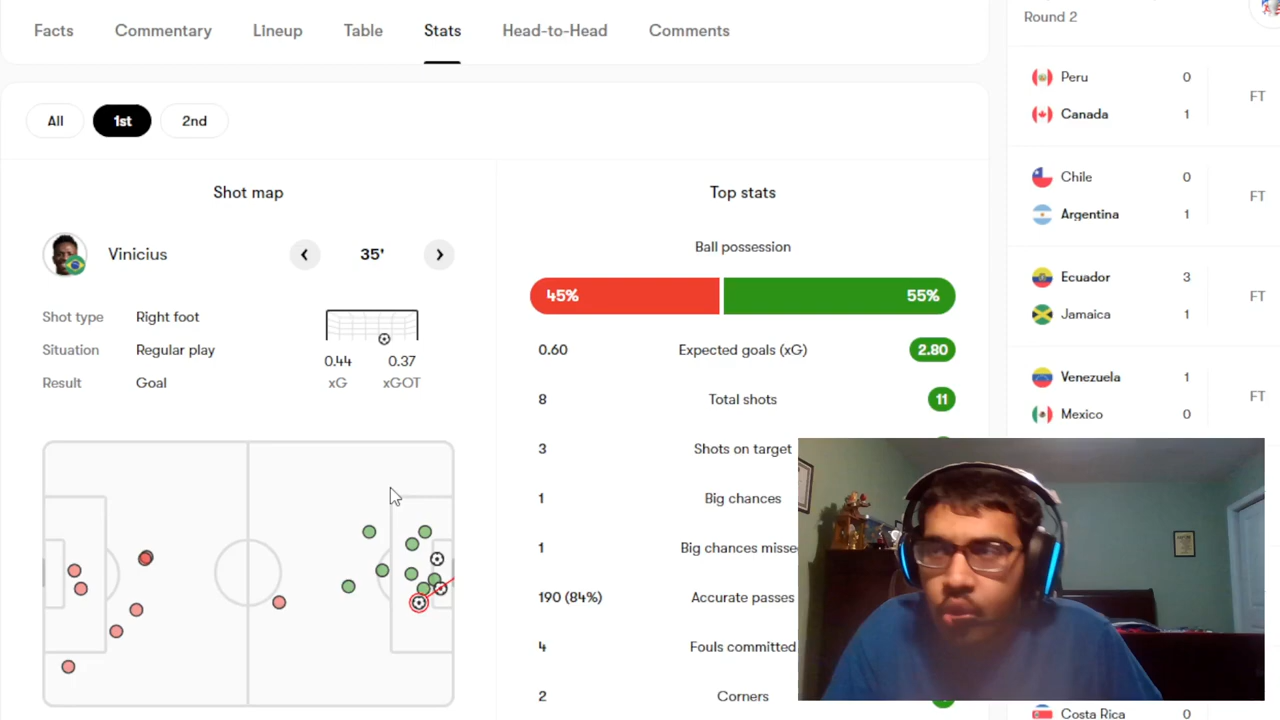 Facts Commentary Lineup Table Stats Head-to-Head Comments
All 1st 2nd
Shot map
Vinicius 35'
Shot type Right foot
Situation Regular play
Result Goal
0.44 0.37
xG xGOT
Top stats
Ball possession
45% 55%
0.60 Expected goals (xG) 2.80
8 Total shots 11
3 Shots on target
1 Big chances
1 Big chances misse
190 (84%) Accurate passes
4 Fouls committed
2 Corners
Round 2
Peru 0
FT
Canada 1
Chile 0
FT
Argentina 1
Ecuador 3
FT
Jamaica 1
Venezuela 1
FT
Mexico 0
Costa Rica 0